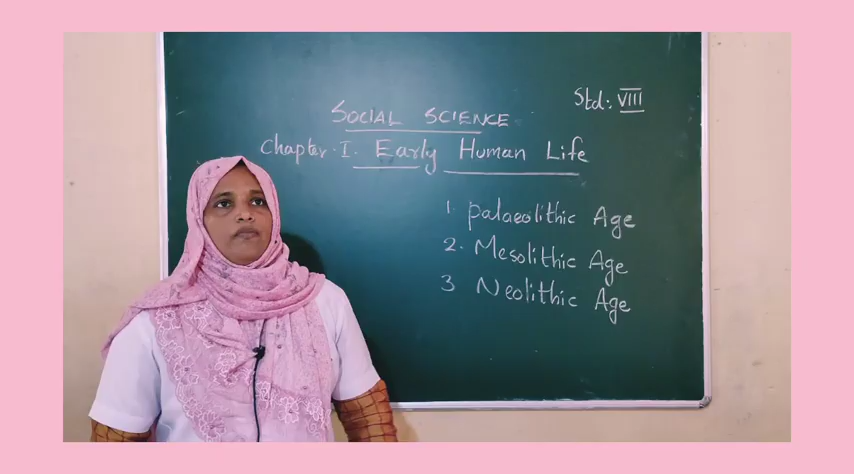 Std: VIII
SOCIAL SCIENCE
Chapter. I. Early Human Life
1. Palaeolithic Age
2. Mesolithic Age
3 Neolithic Age